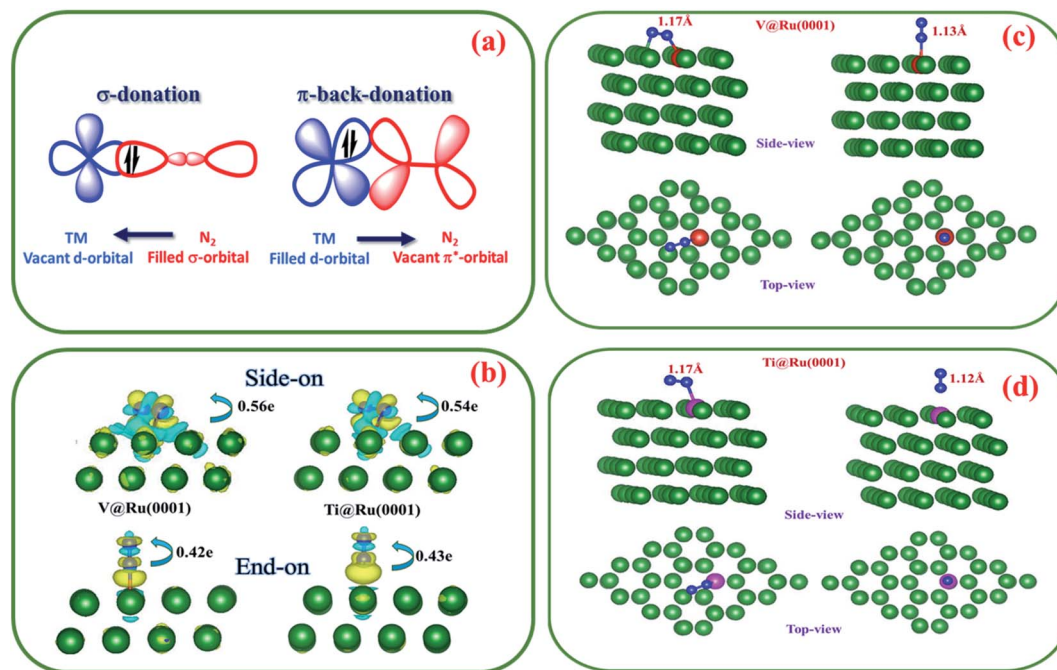 (a)
σ-donation
π-back-donation
TM
Vacant d-orbital
N₂
Filled σ-orbital
TM
Filled d-orbital
N₂
Vacant π*-orbital
(b)
Side-on
0.56e
0.54e
V@Ru(0001)
Ti@Ru(0001)
0.42e
End-on
0.43e
(c)
1.17Å
V@Ru(0001)
1.13Å
Side-view
Top-view
(d)
Ti@Ru(0001)
1.17Å
1.12Å
Side-view
Top-view